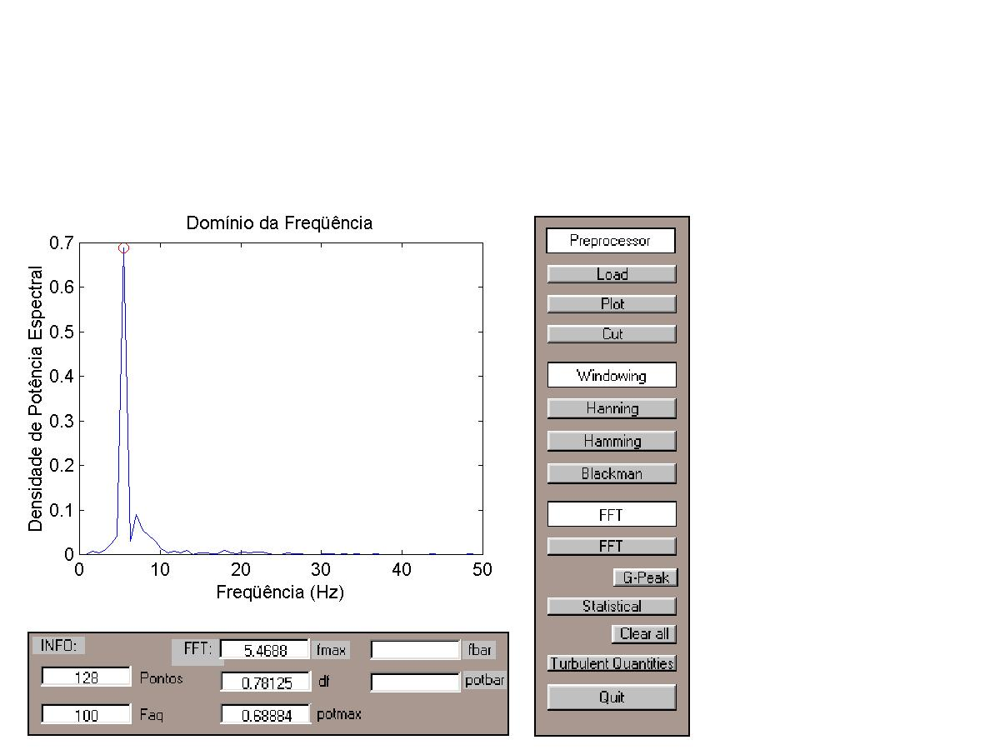 Domínio da Freqüência
Densidade de Potência Espectral
0.7
0.6
0.5
0.4
0.3
0.2
0.1
0
0 10 20 30 40 50
Freqüência (Hz)
INFO:
FFT: 5.4688 fmax fbar
128 Pontos 0.78125 df potbar
100 Faq 0.68884 potmax
Preprocessor
Load
Plot
Cut
Windowing
Hanning
Hamming
Blackman
FFT
FFT
G-Peak
Statistical
Clear all
Turbulent Quantities
Quit